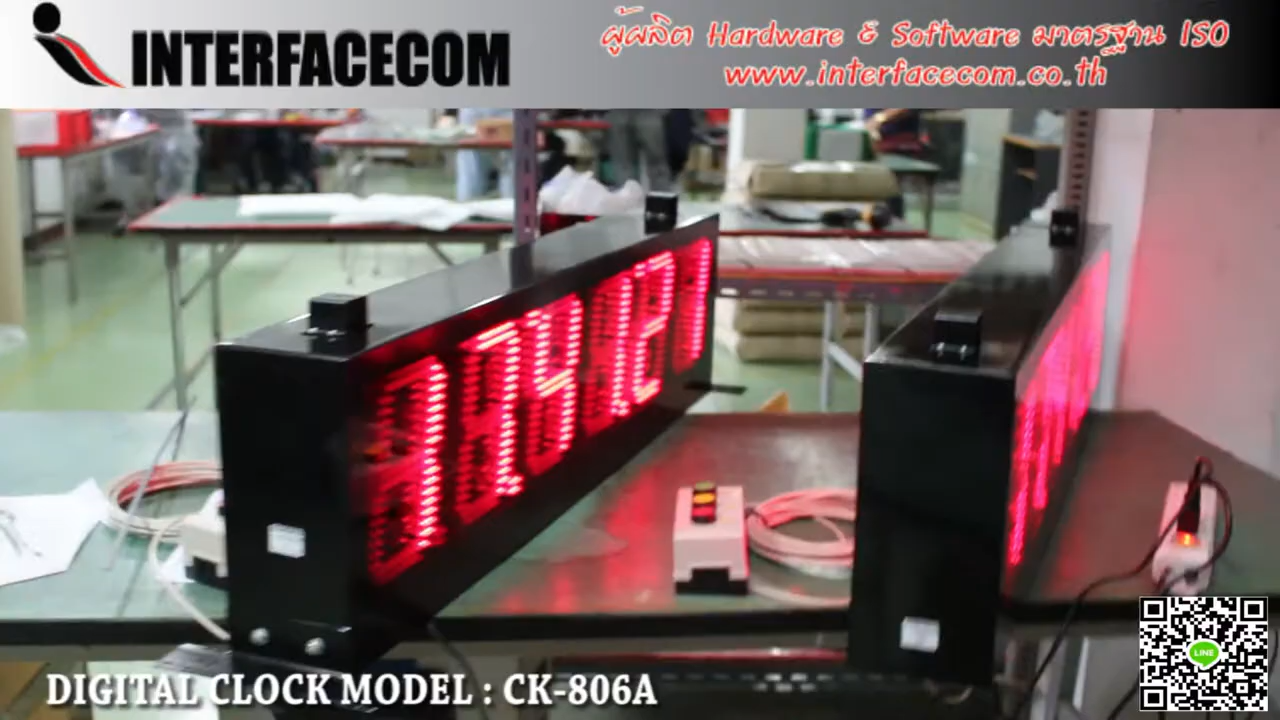 INTERFACECOM
ผู้ผลิต Hardware & Software มาตรฐาน ISO
www.interfacecom.co.th
LINE
DIGITAL CLOCK MODEL : CK-806A